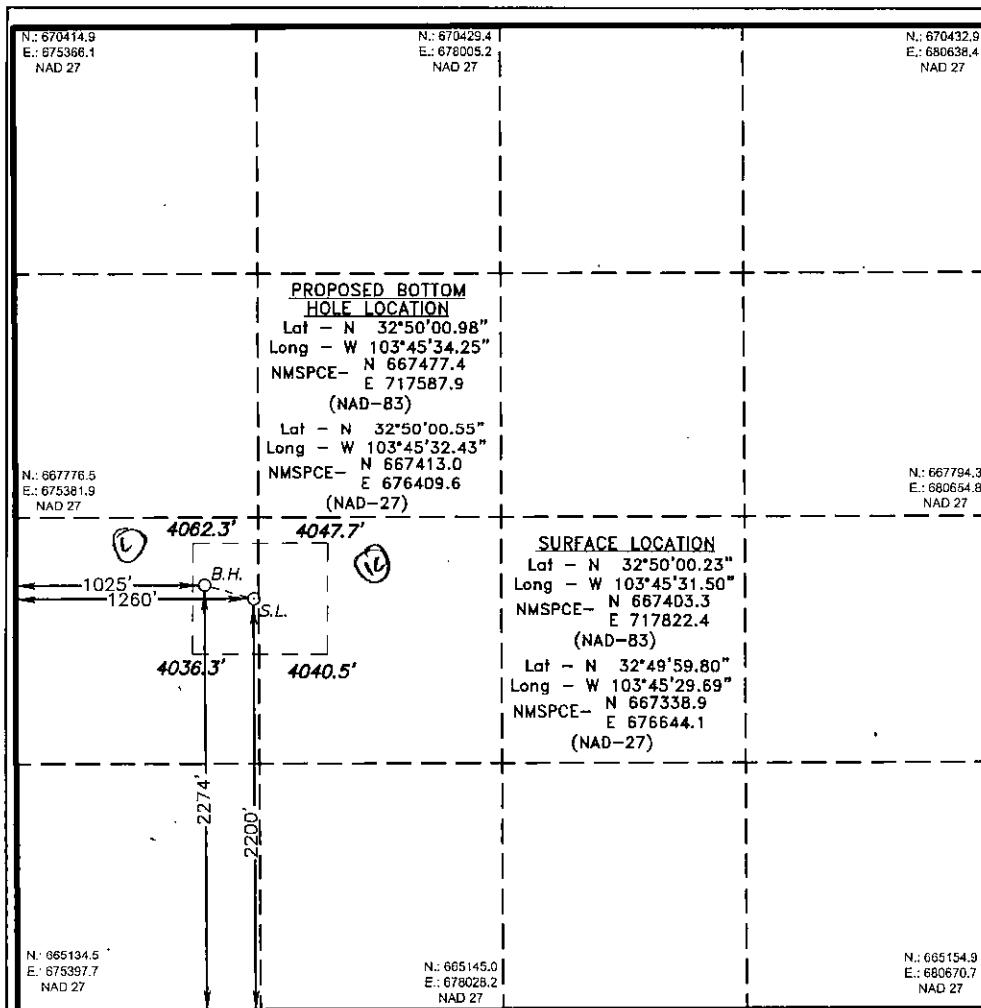 N.: 670414.9
E.: 675366.1
NAD 27
N.: 670429.4
E.: 678005.2
NAD 27
N.: 670432.9
E.: 680638.4
NAD 27
PROPOSED BOTTOM
HOLE LOCATION
Lat – N 32°50'00.98"
Long – W 103°45'34.25"
NMSPCE– N 667477.4
E 717587.9
(NAD-83)
Lat – N 32°50'00.55"
Long – W 103°45'32.43"
NMSPCE– N 667413.0
E 676409.6
(NAD-27)
N.: 667776.5
E.: 675381.9
NAD 27
N.: 667794.3
E.: 680654.8
NAD 27
4062.3' 4047.7'
L
B.H.
1025'
1260'
S.L.
4036.3' 4040.5'
SURFACE LOCATION
Lat – N 32°50'00.23"
Long – W 103°45'31.50"
NMSPCE– N 667403.3
E 717822.4
(NAD-83)
Lat – N 32°49'59.80"
Long – W 103°45'29.69"
NMSPCE– N 667338.9
E 676644.1
(NAD-27)
2274'
2200'
N.: 665134.5
E.: 675397.7
NAD 27
N.: 665145.0
E.: 678028.2
NAD 27
N.: 665154.9
E.: 680670.7
NAD 27